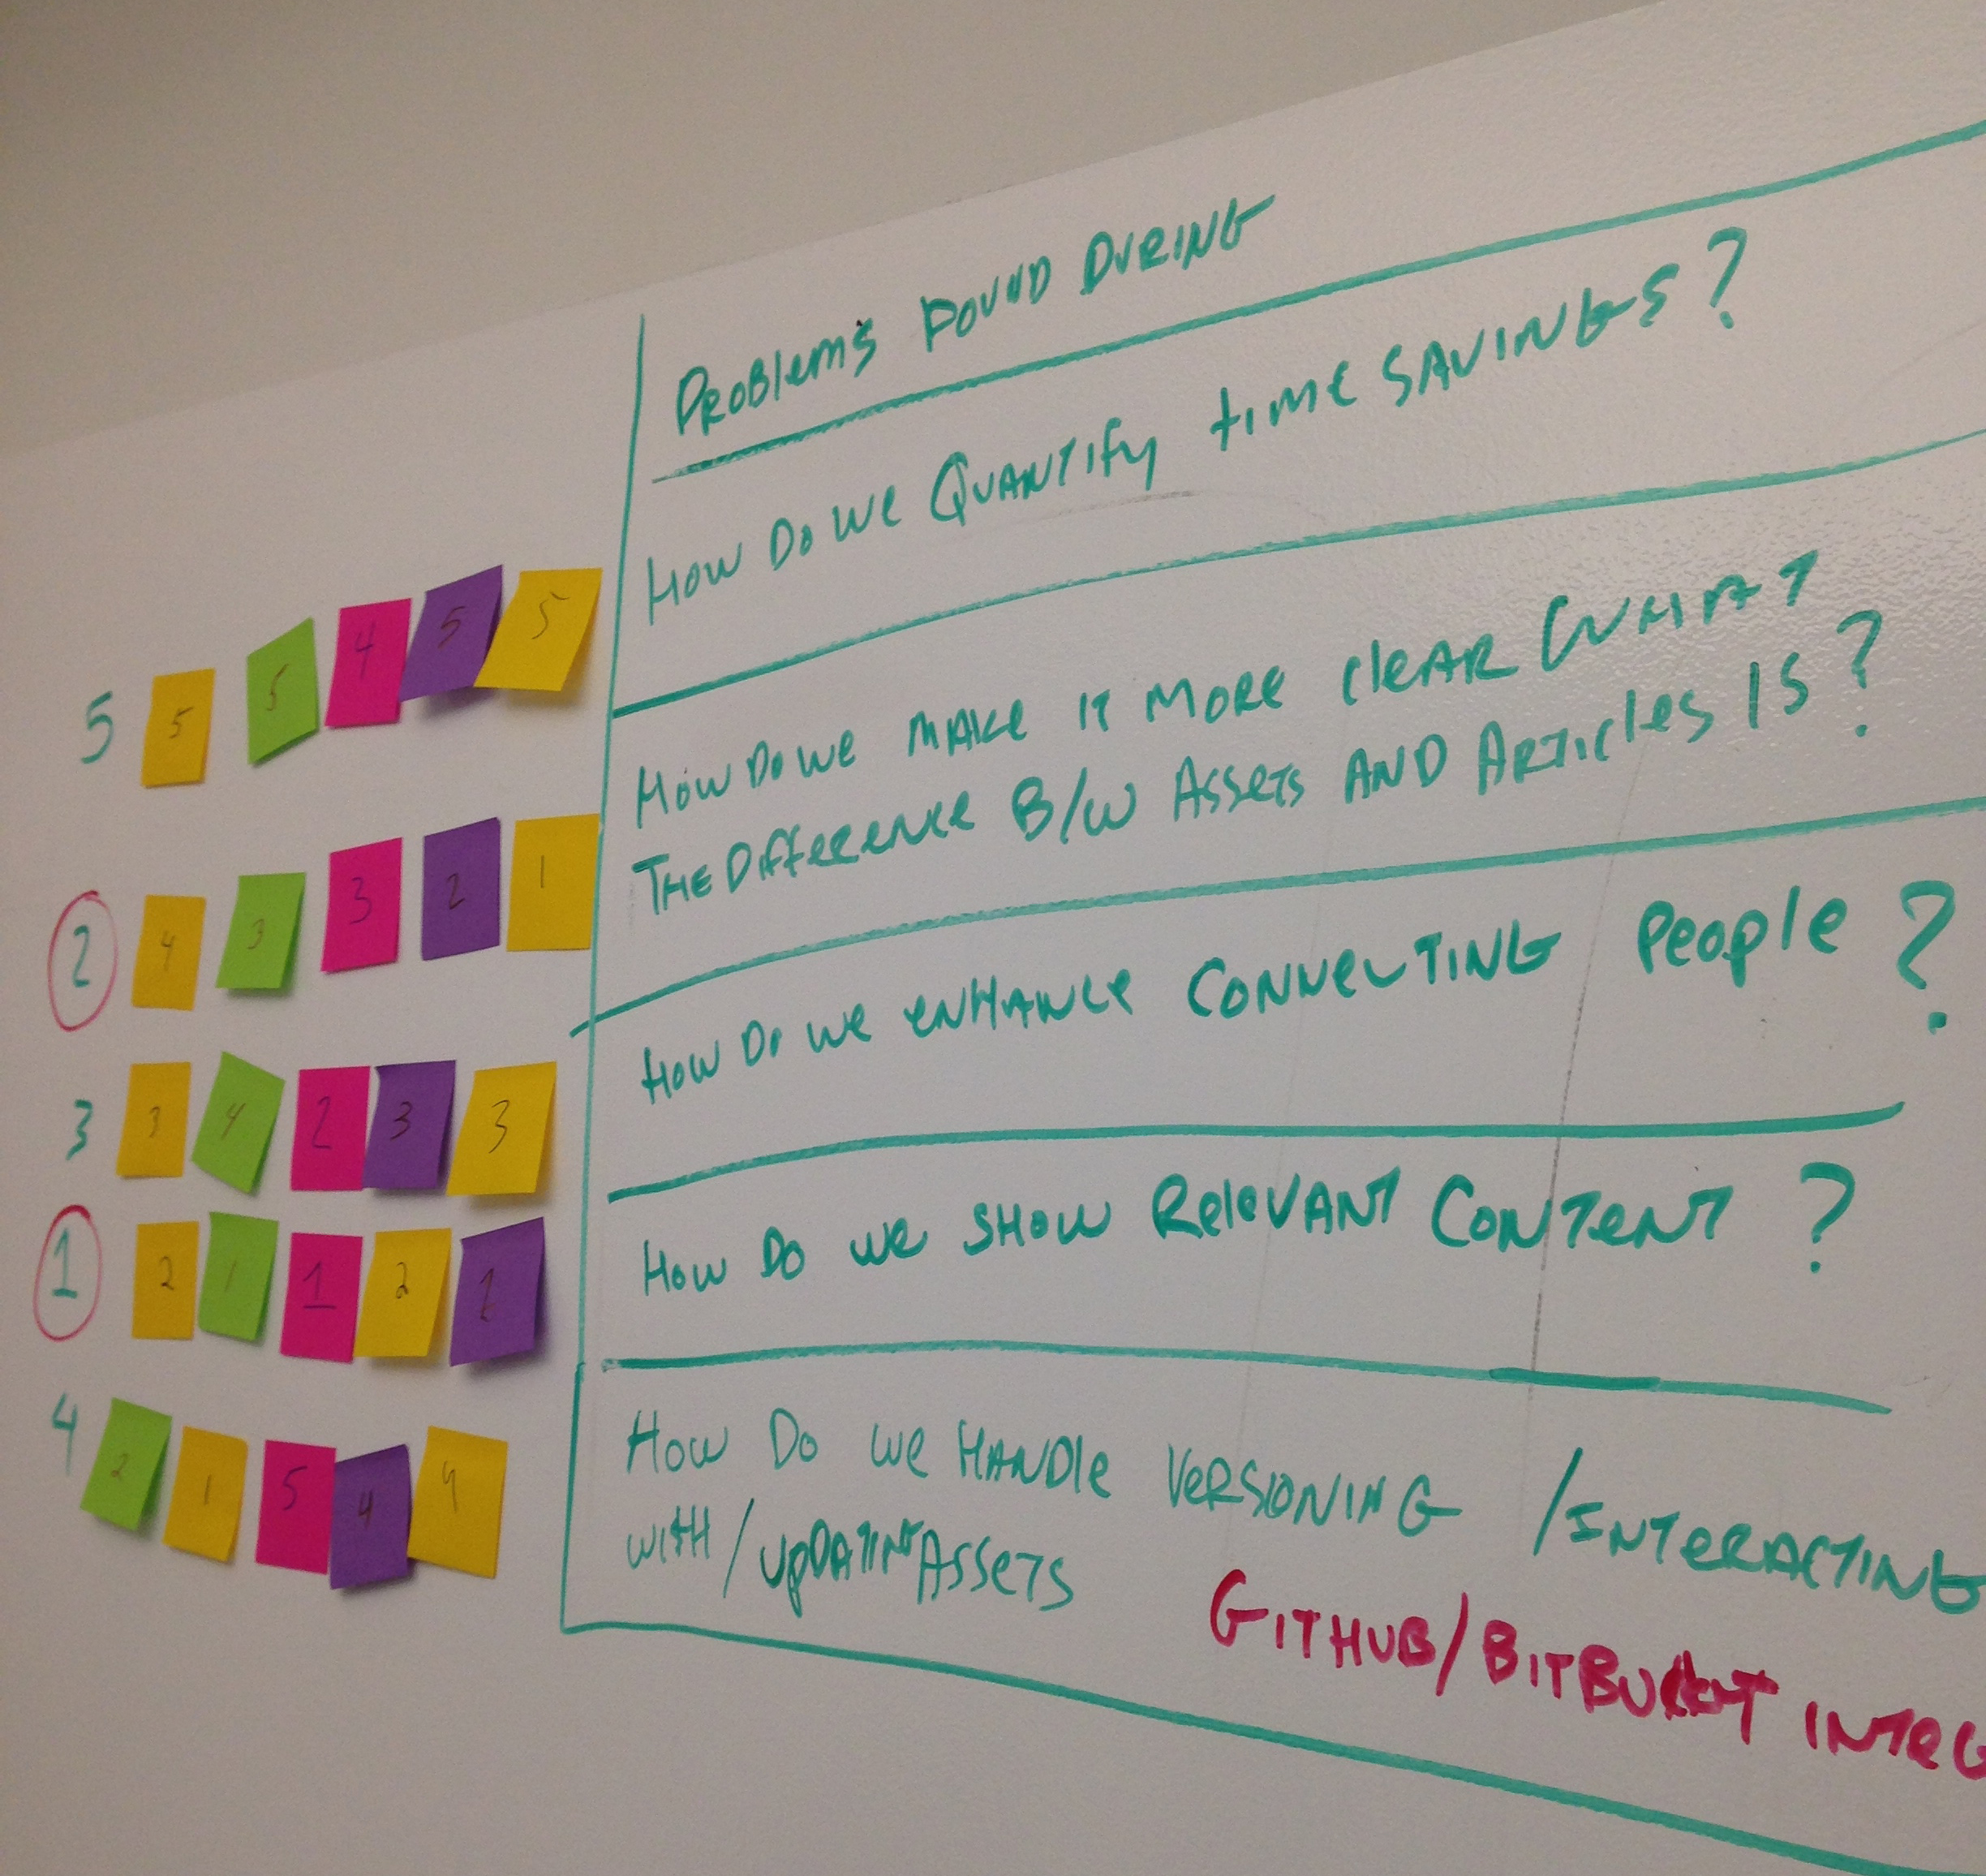 Problems Found During
How Do we Quantify time Savings?
5 5 5 4 5 5
How Do we make it more clear what
The Difference B/w Assets and Articles is?
2 4 3 3 2 1
How Do we enhance Connecting People?
3 3 4 2 3 3
How Do we show Relevant Content?
1 2 1 1 2
How Do we Handle Versioning / Interacting
with / updating Assets
4 2 1 5 4 4
GitHub/BitBucket integ